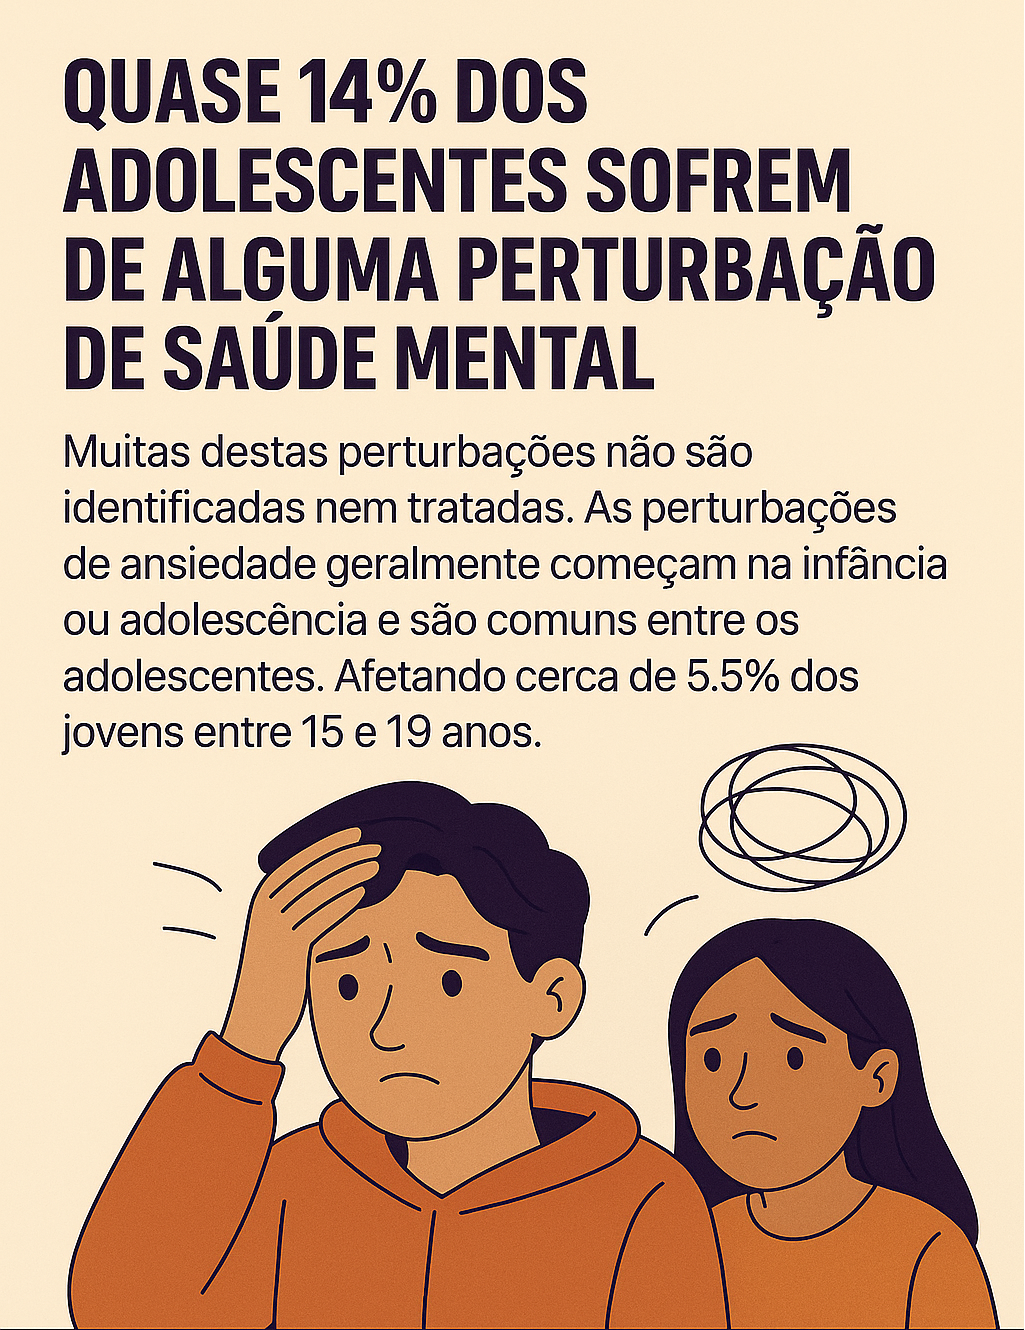 QUASE 14% DOS
ADOLESCENTES SOFREM
DE ALGUMA PERTURBAÇÃO
DE SAÚDE MENTAL
Muitas destas perturbações não são
identificadas nem tratadas. As perturbações
de ansiedade geralmente começam na infância
ou adolescência e são comuns entre os
adolescentes. Afetando cerca de 5.5% dos
jovens entre 15 e 19 anos.